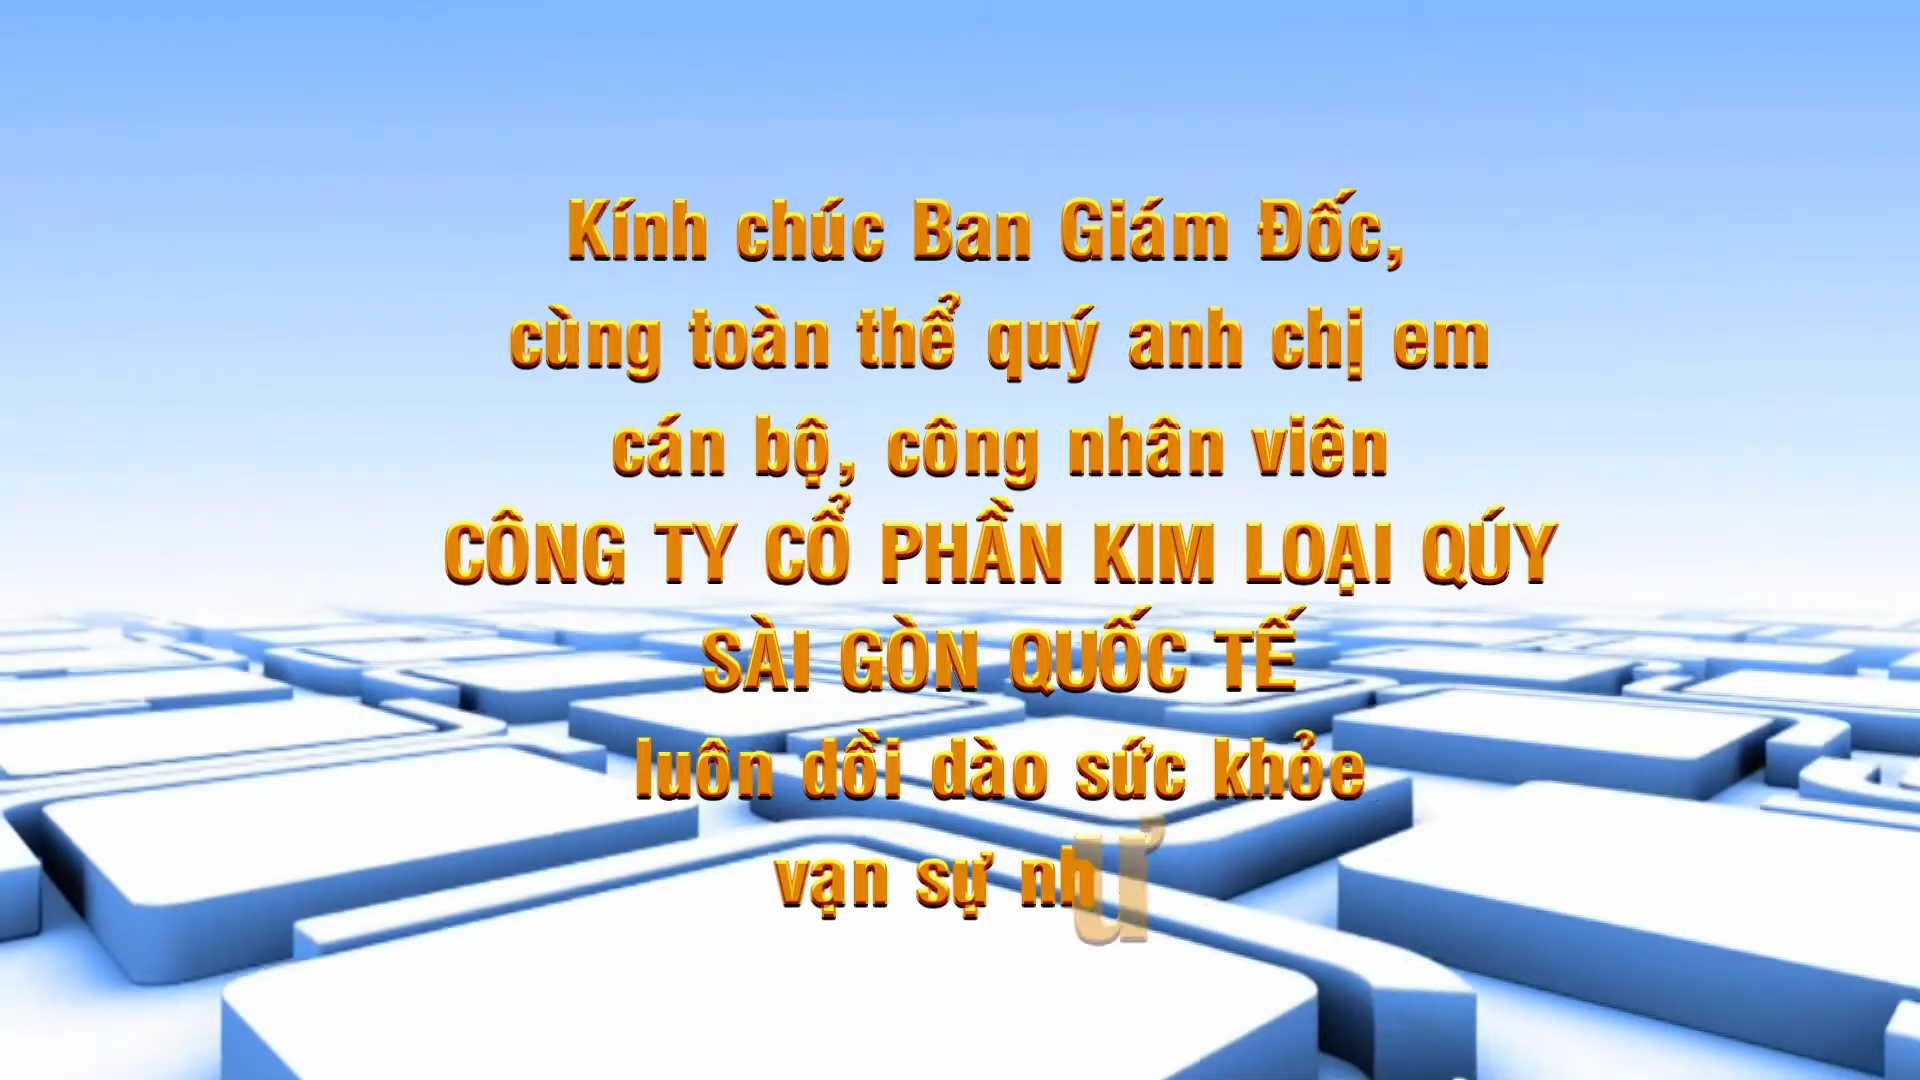 Kính chúc Ban Giám Đốc,
cùng toàn thể quý anh chị em
cán bộ, công nhân viên
CÔNG TY CỔ PHẦN KIM LOẠI QÚY
SÀI GÒN QUỐC TẾ
luôn dồi dào sức khỏe
vạn sự như